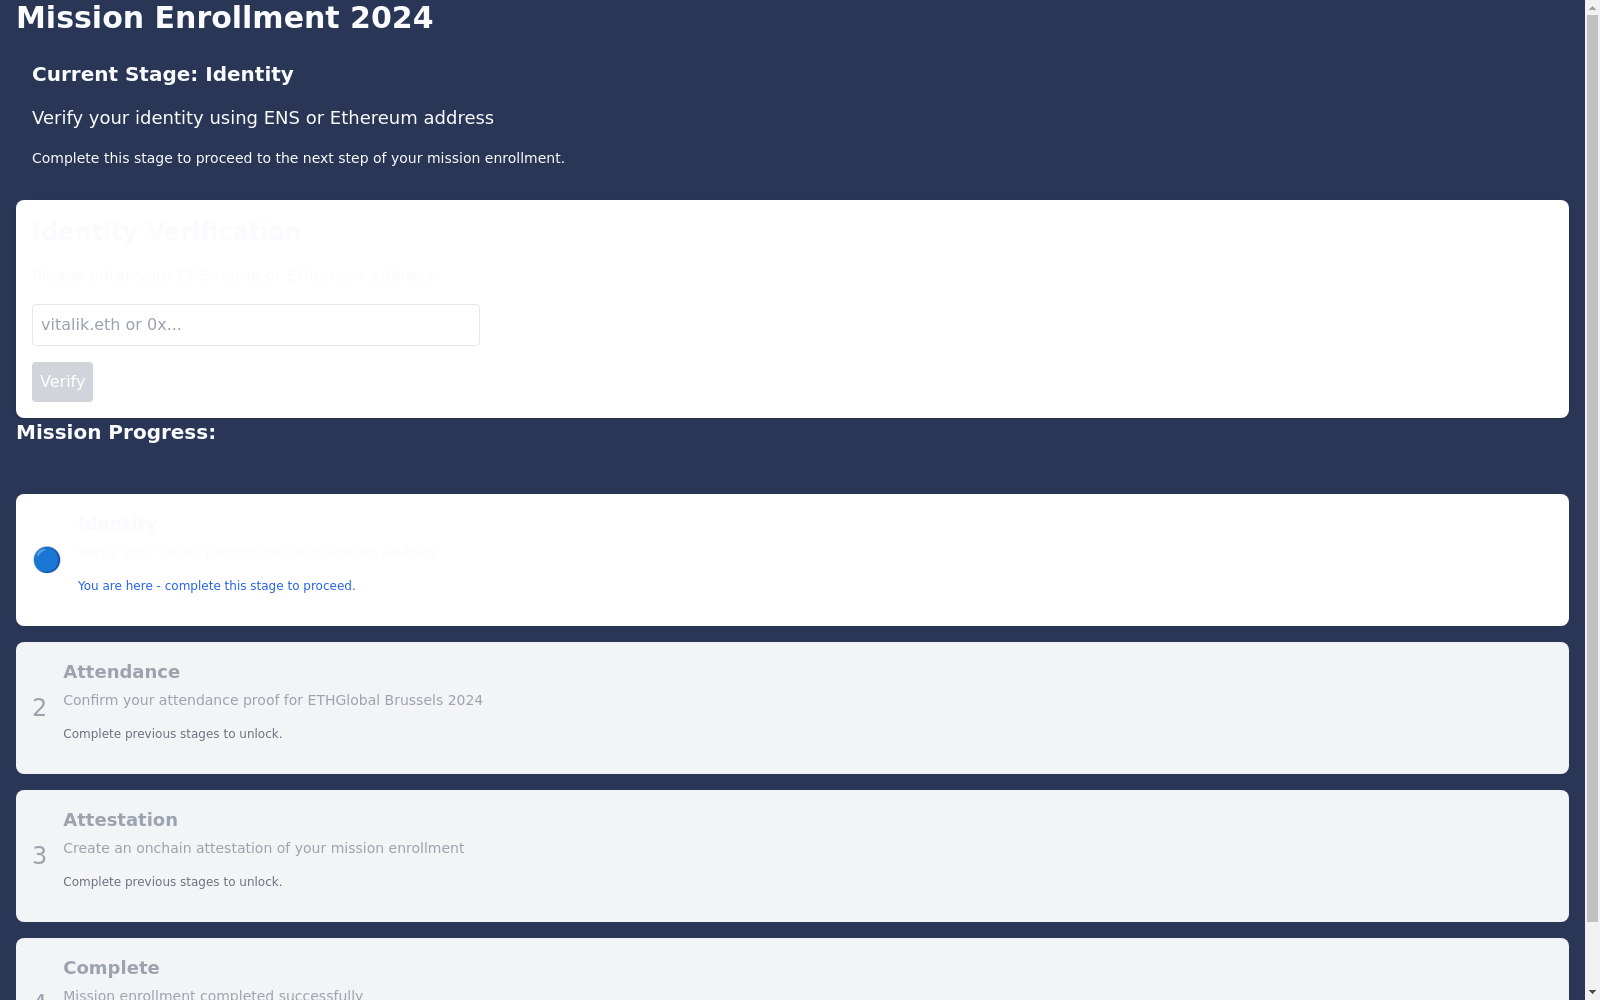 Mission Enrollment 2024
Current Stage: Identity
Verify your identity using ENS or Ethereum address
Complete this stage to proceed to the next step of your mission enrollment.
Identity Verification
Please enter your ENS name or Ethereum address:
vitalik.eth or 0x...
Verify
Mission Progress:
Identity
Verify your identity using ENS or Ethereum address
You are here - complete this stage to proceed.
2
Attendance
Confirm your attendance proof for ETHGlobal Brussels 2024
Complete previous stages to unlock.
3
Attestation
Create an onchain attestation of your mission enrollment
Complete previous stages to unlock.
4
Complete
Mission enrollment completed successfully